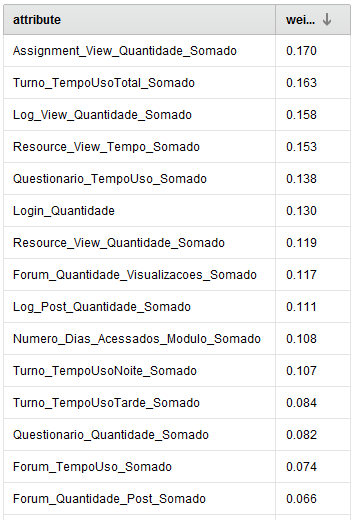 attribute wei... ↓
Assignment_View_Quantidade_Somado 0.170
Turno_TempoUsoTotal_Somado 0.163
Log_View_Quantidade_Somado 0.158
Resource_View_Tempo_Somado 0.153
Questionario_TempoUso_Somado 0.138
Login_Quantidade 0.130
Resource_View_Quantidade_Somado 0.119
Forum_Quantidade_Visualizacoes_Somado 0.117
Log_Post_Quantidade_Somado 0.111
Numero_Dias_Acessados_Modulo_Somado 0.108
Turno_TempoUsoNoite_Somado 0.107
Turno_TempoUsoTarde_Somado 0.084
Questionario_Quantidade_Somado 0.082
Forum_TempoUso_Somado 0.074
Forum_Quantidade_Post_Somado 0.066